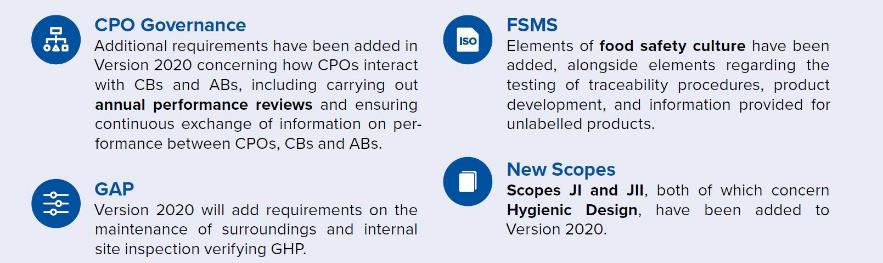 CPO Governance
Additional requirements have been added in
Version 2020 concerning how CPOs interact
with CBs and ABs, including carrying out
annual performance reviews and ensuring
continuous exchange of information on per-
formance between CPOs, CBs and ABs.
GAP
Version 2020 will add requirements on the
maintenance of surroundings and internal
site inspection verifying GHP.
ISO
FSMS
Elements of food safety culture have been
added, alongside elements regarding the
testing of traceability procedures, product
development, and information provided for
unlabelled products.
New Scopes
Scopes JI and JII, both of which concern
Hygienic Design, have been added to
Version 2020.